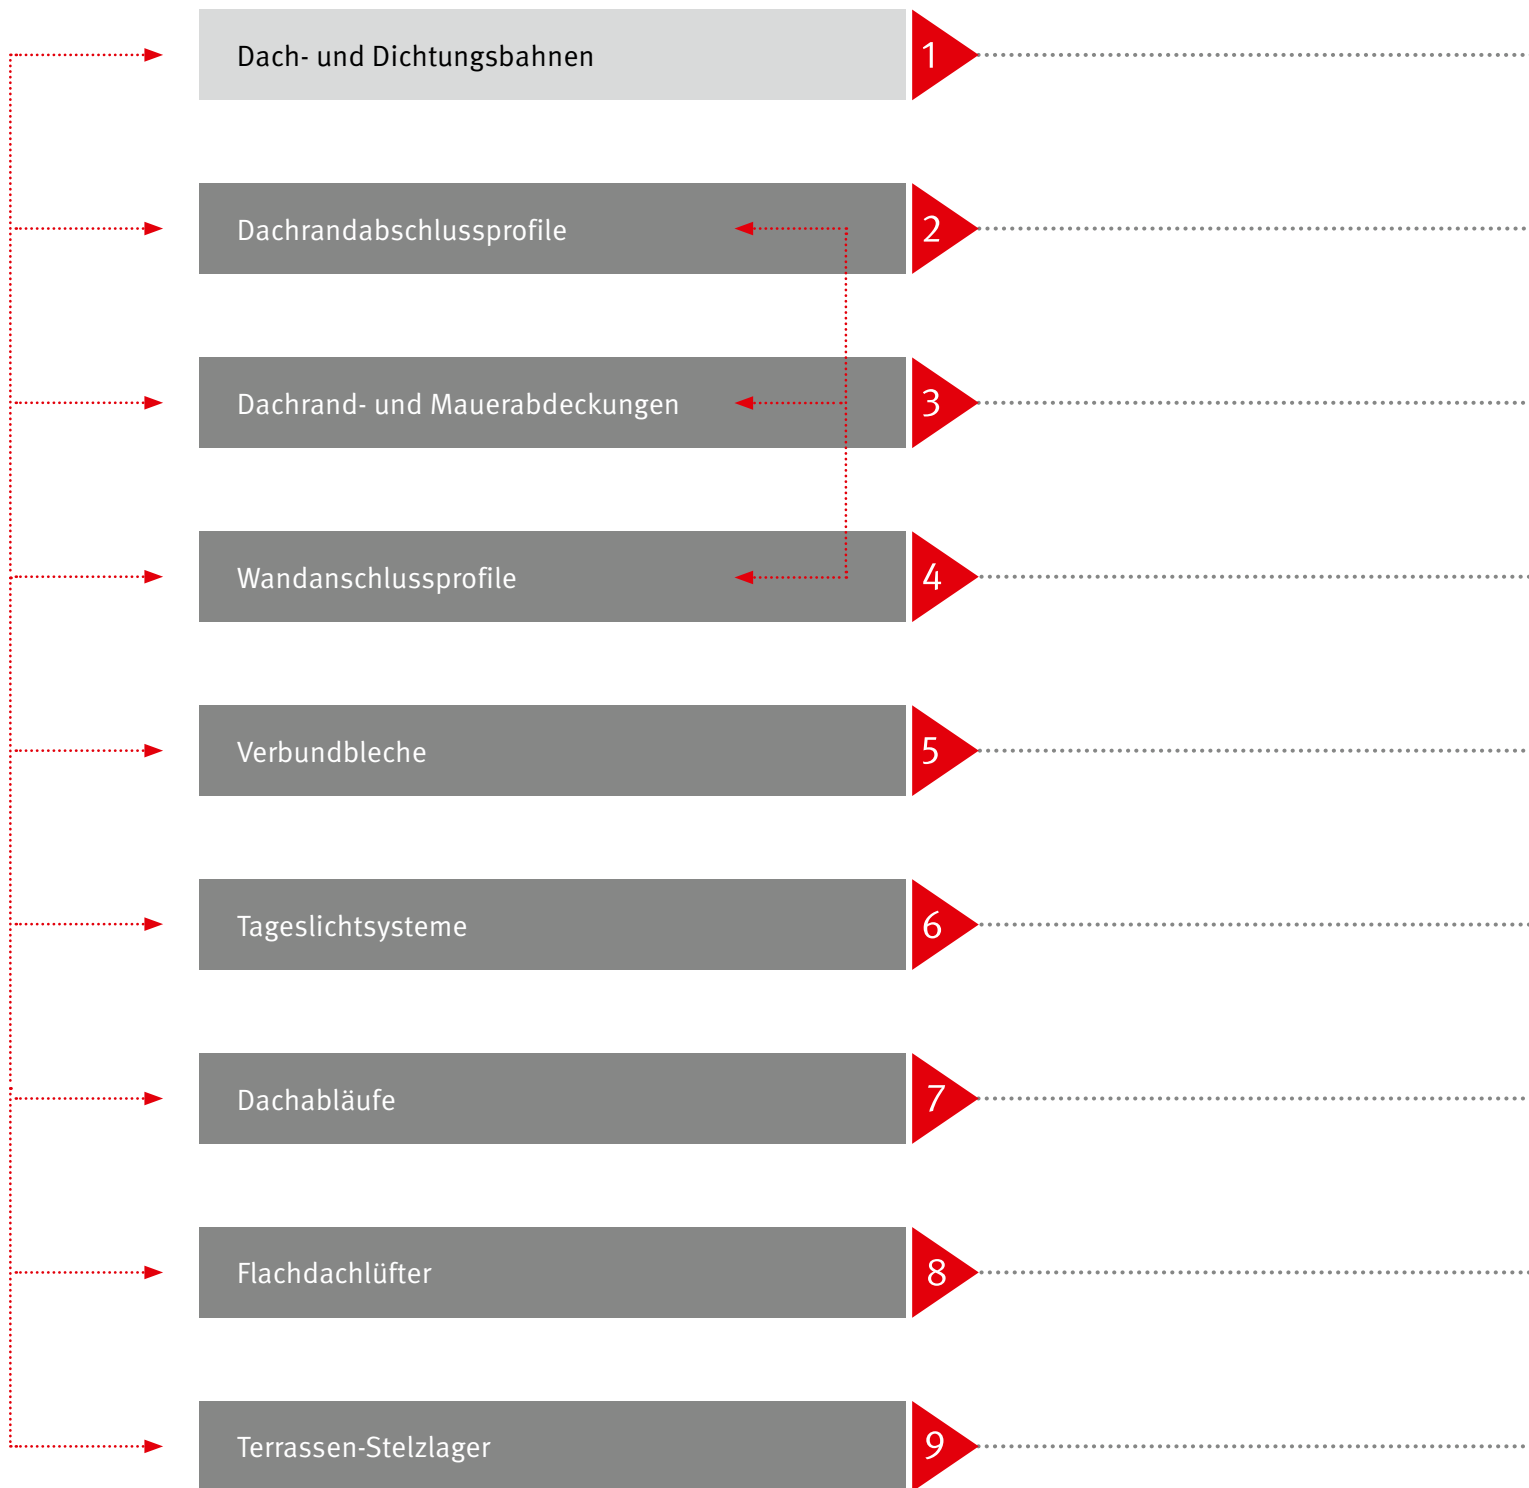 Dach- und Dichtungsbahnen 1
Dachrandabschlussprofile 2
Dachrand- und Mauerabdeckungen 3
Wandanschlussprofile 4
Verbundbleche 5
Tageslichtsysteme 6
Dachabläufe 7
Flachdachlüfter 8
Terrassen-Stelzlager 9